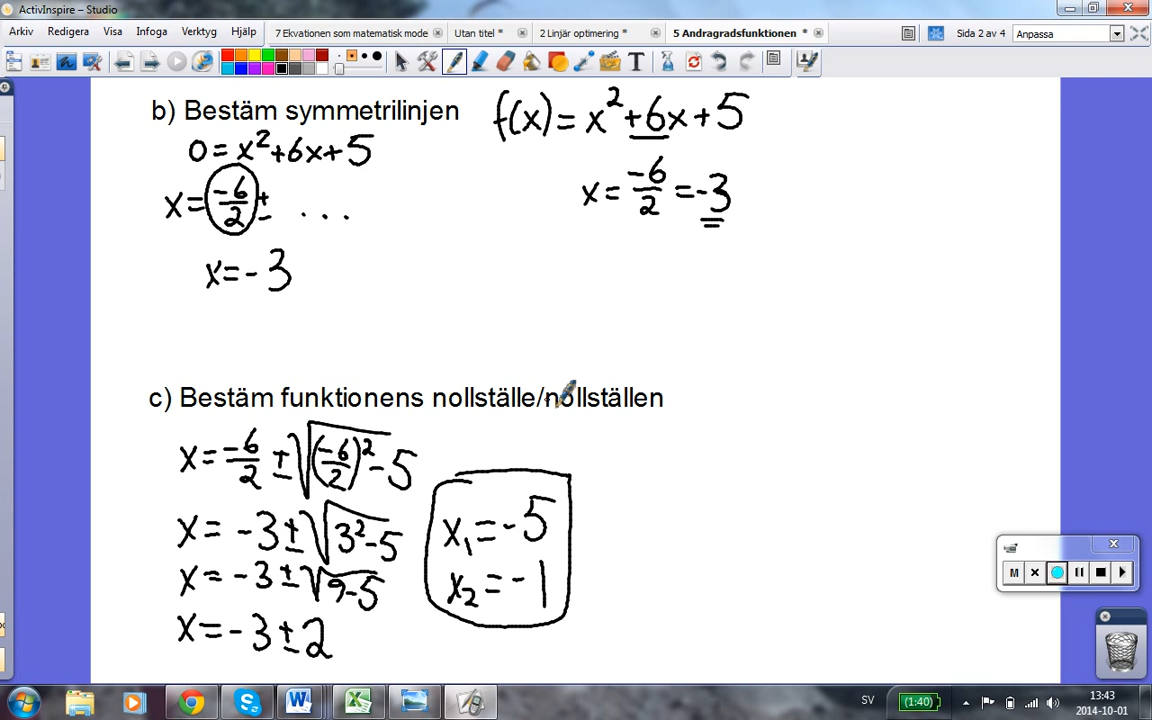 ActivInspire – Studio
Arkiv Redigera Visa Infoga Verktyg Hjälp
7 Ekvationen som matematisk mode
Utan titel *
2 Linjär optimering *
5 Andragradsfunktionen *
Sida 2 av 4
Anpassa
b) Bestäm symmetrilinjen
f(x) = x²+6x+5
0=x²+6x+5
x = -6/2 ± ...
x = -6/2 = -3
x=-3
c) Bestäm funktionens nollställe/nollställen
x = -6/2 ± √(-6/2)²-5
x = -3±√3²-5
x = -3±√9-5
x = -3±2
x₁ = -5
x₂ = -1
M
SV
(1:40)
13:43
2014-10-01